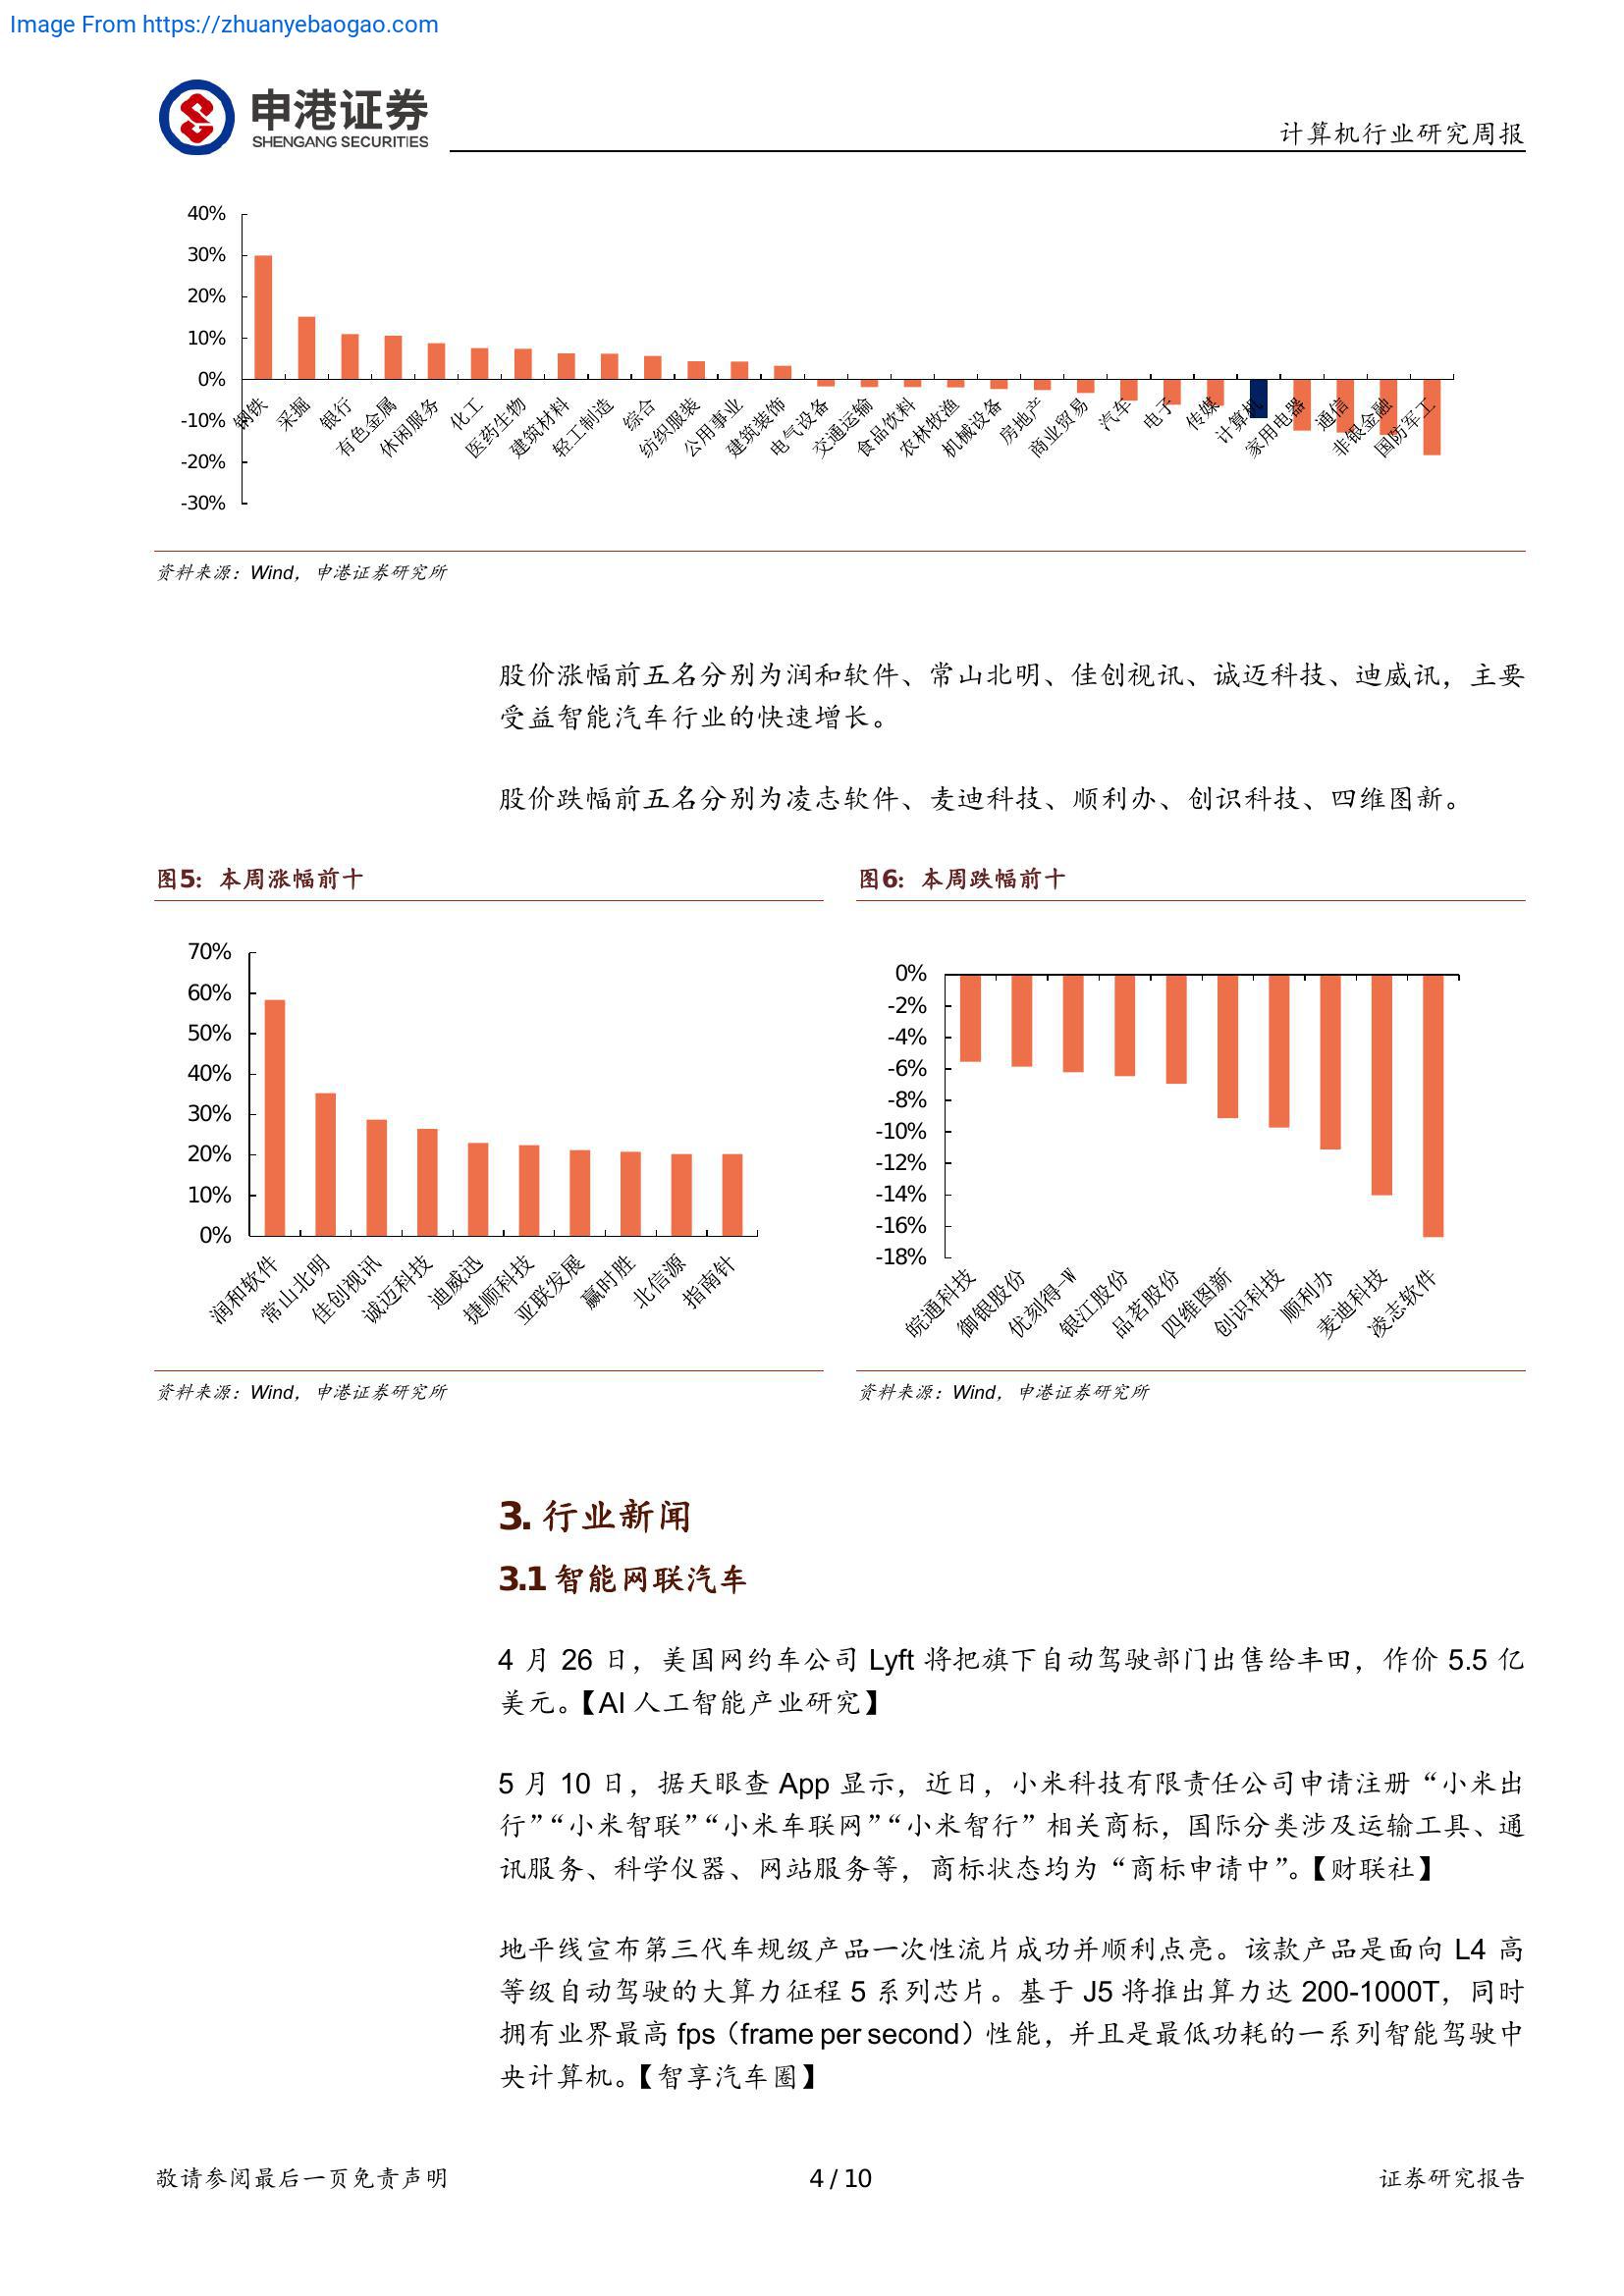 Image From https://zhuanyebaogao.com
申港证券
SHENGANG SECURITIES
计算机行业研究周报
40%
30%
20%
10%
0%
-10%
-20%
-30%
钢铁
采掘
银行
有色金属
休闲服务
化工
医药生物
建筑材料
轻工制造
综合
纺织服装
公用事业
建筑装饰
电气设备
交通运输
食品饮料
农林牧渔
机械设备
房地产
商业贸易
汽车
电子
传媒
计算机
家用电器
通信
非银金融
国防军工
资料来源：Wind，申港证券研究所
股价涨幅前五名分别为润和软件、常山北明、佳创视讯、诚迈科技、迪威讯，主要
受益智能汽车行业的快速增长。
股价跌幅前五名分别为凌志软件、麦迪科技、顺利办、创识科技、四维图新。
图5：本周涨幅前十
70%
60%
50%
40%
30%
20%
10%
0%
润和软件
常山北明
佳创视讯
诚迈科技
迪威迅
捷顺科技
亚联发展
赢时胜
北信源
指南针
资料来源：Wind，申港证券研究所
图6：本周跌幅前十
0%
-2%
-4%
-6%
-8%
-10%
-12%
-14%
-16%
-18%
皖通科技
御银股份
优刻得-W
银江股份
品茗股份
四维图新
创识科技
顺利办
麦迪科技
凌志软件
资料来源：Wind，申港证券研究所
3. 行业新闻
3.1 智能网联汽车
4 月 26 日，美国网约车公司 Lyft 将把旗下自动驾驶部门出售给丰田，作价 5.5 亿
美元。【AI 人工智能产业研究】
5 月 10 日，据天眼查 App 显示，近日，小米科技有限责任公司申请注册“小米出
行”“小米智联”“小米车联网”“小米智行”相关商标，国际分类涉及运输工具、通
讯服务、科学仪器、网站服务等，商标状态均为“商标申请中”。【财联社】
地平线宣布第三代车规级产品一次性流片成功并顺利点亮。该款产品是面向 L4 高
等级自动驾驶的大算力征程 5 系列芯片。基于 J5 将推出算力达 200-1000T，同时
拥有业界最高 fps（frame per second）性能，并且是最低功耗的一系列智能驾驶中
央计算机。【智享汽车圈】
敬请参阅最后一页免责声明
4 / 10
证券研究报告